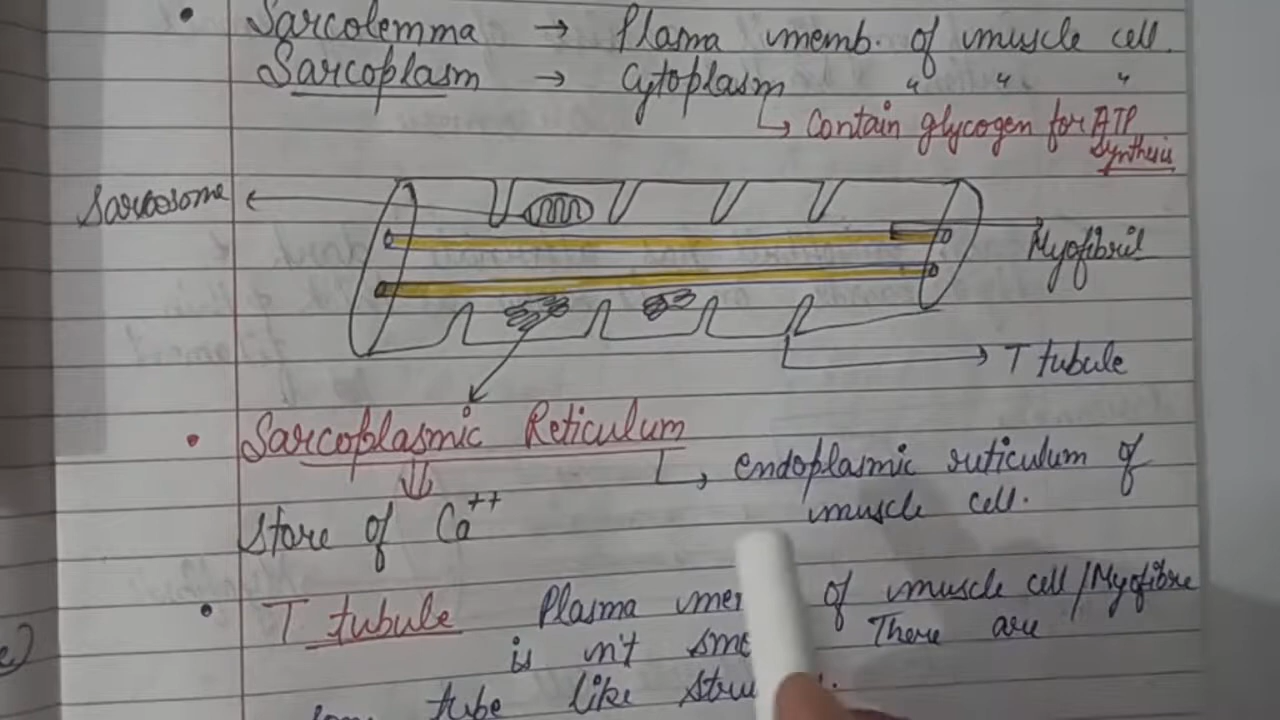 • Sarcolemma → Plasma memb. of muscle cell.
Sarcoplasm → Cytoplasm " " "
↳ Contain glycogen for ATP
Synthesis
Sarcosome
Myofibril
T tubule
• Sarcoplasmic Reticulum
↳ endoplasmic reticulum of
muscle cell.
Store of Ca++
• T tubule Plasma of muscle cell/Myofibre
is n't There are
tube like